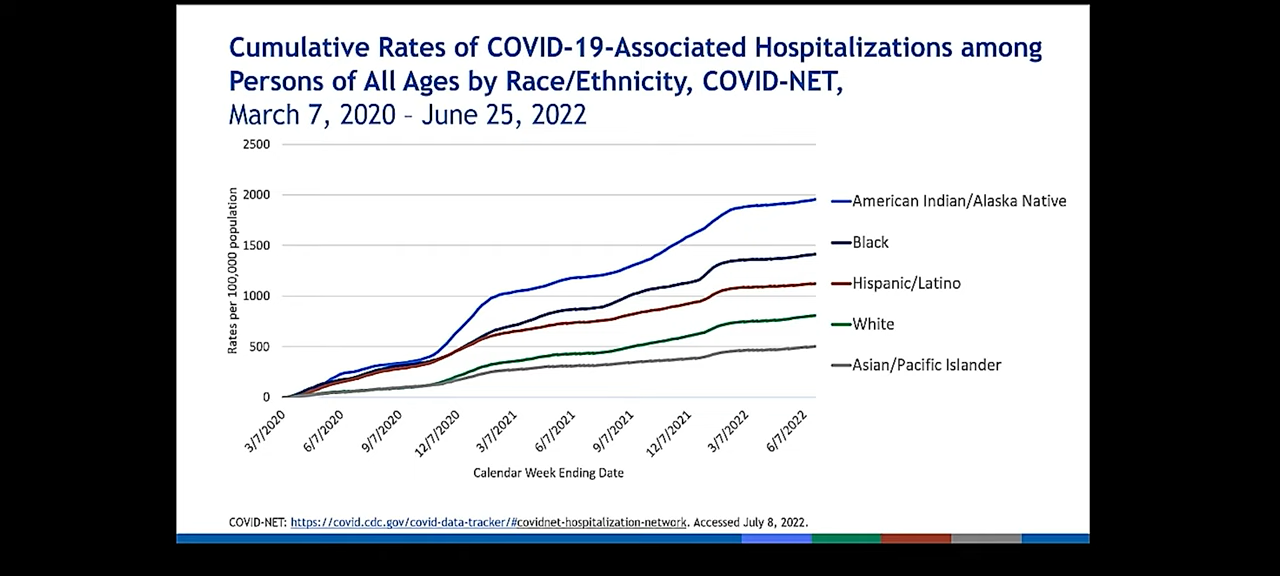 Cumulative Rates of COVID-19-Associated Hospitalizations among
Persons of All Ages by Race/Ethnicity, COVID-NET,
March 7, 2020 – June 25, 2022
2500
2000
1500
1000
500
0
Rates per 100,000 population
3/7/2020
6/7/2020
9/7/2020
12/7/2020
3/7/2021
6/7/2021
9/7/2021
12/7/2021
3/7/2022
6/7/2022
Calendar Week Ending Date
American Indian/Alaska Native
Black
Hispanic/Latino
White
Asian/Pacific Islander
COVID-NET: https://covid.cdc.gov/covid-data-tracker/#covidnet-hospitalization-network. Accessed July 8, 2022.